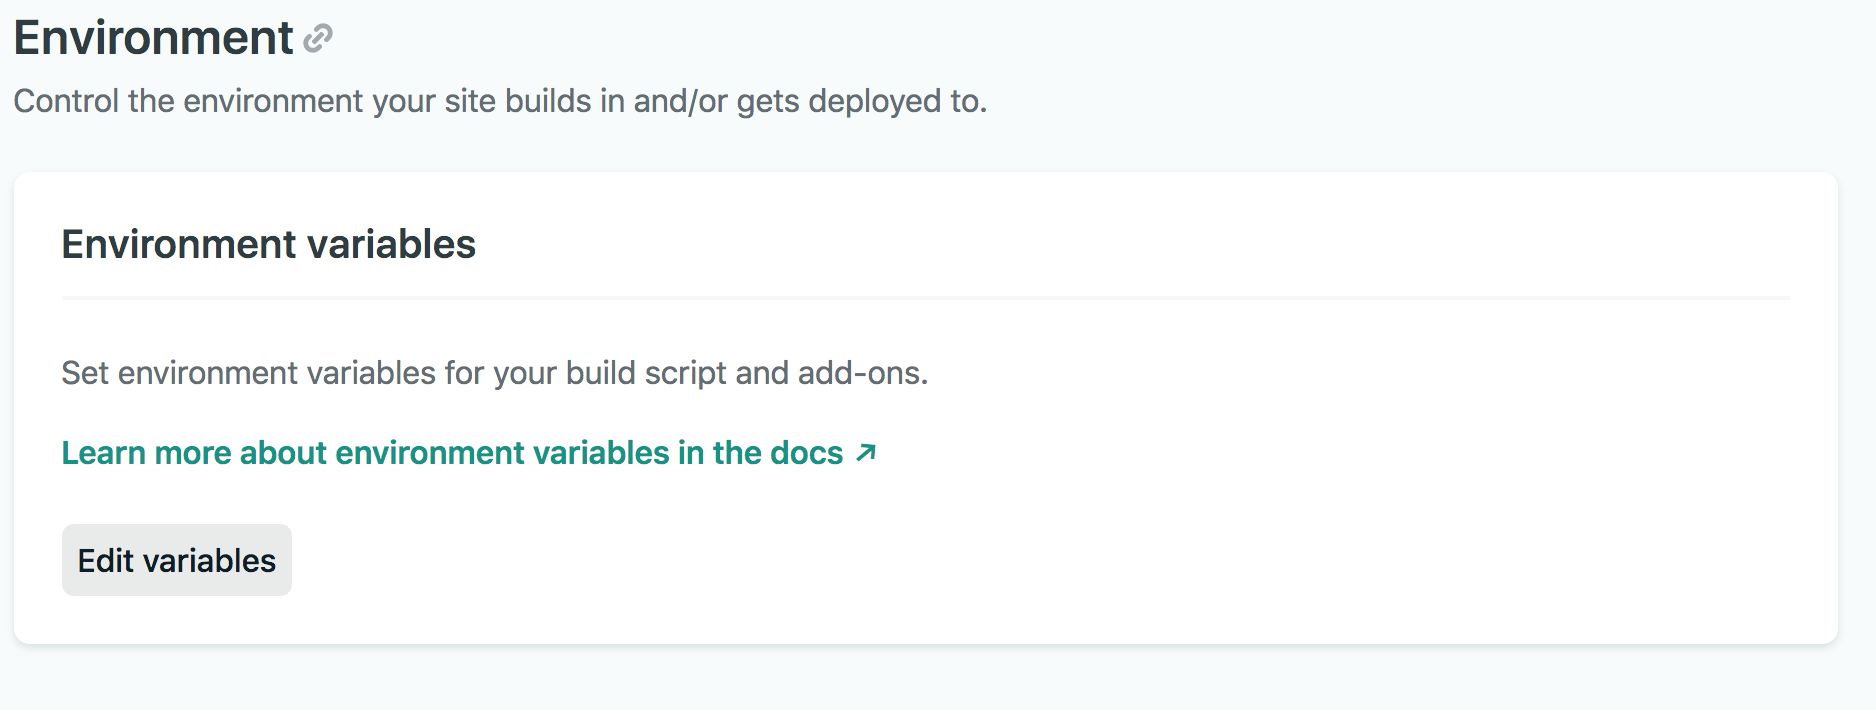 Environment
Control the environment your site builds in and/or gets deployed to.
Environment variables
Set environment variables for your build script and add-ons.
Learn more about environment variables in the docs ↗
Edit variables